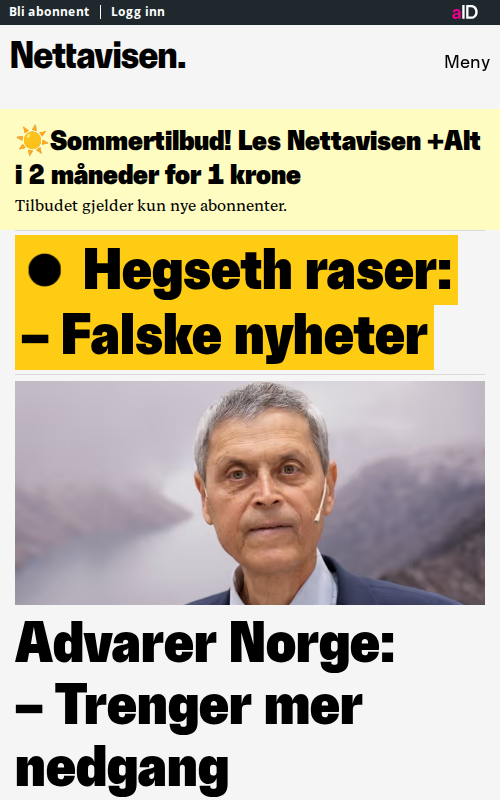 Bli abonnent | Logg inn
aID
Nettavisen.
Meny
☀️Sommertilbud! Les Nettavisen +Alt
i 2 måneder for 1 krone
Tilbudet gjelder kun nye abonnenter.
● Hegseth raser:
– Falske nyheter
Advarer Norge:
– Trenger mer
nedgang